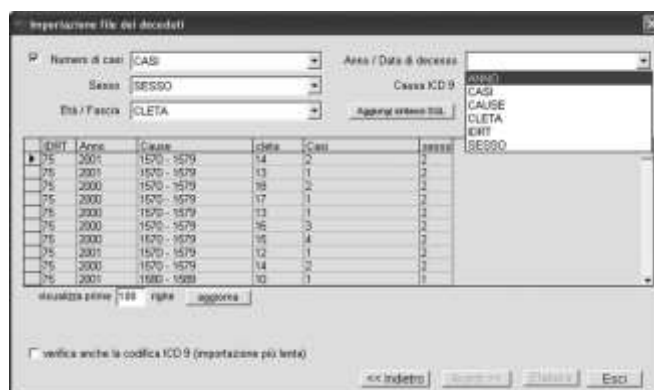 Importazione file dei deceduti
Numero di casi CASI Anno / Data di decesso
Sesso SESSO Causa ICD 9
Età / Fascia CLETA Aggiungi sintassi SQL
ANNO
CASI
CAUSE
CLETA
IDRT
SESSO
IDRT Anno Cause cleta Casi sesso
75 2001 1570 - 1579 14 2 2
75 2001 1570 - 1579 13 1 2
75 2000 1570 - 1579 18 2 2
75 2000 1570 - 1579 17 1 2
75 2000 1570 - 1579 13 1 2
75 2000 1570 - 1579 16 3 2
75 2000 1570 - 1579 15 4 2
75 2001 1570 - 1579 12 1 2
75 2000 1570 - 1579 14 2 2
75 2001 1580 - 1589 10 1 1
visualizza prime 100 righe aggiorna
verifica anche la codifica ICD 9 (importazione più lenta)
<< Indietro Avanti >> Elabora Esci